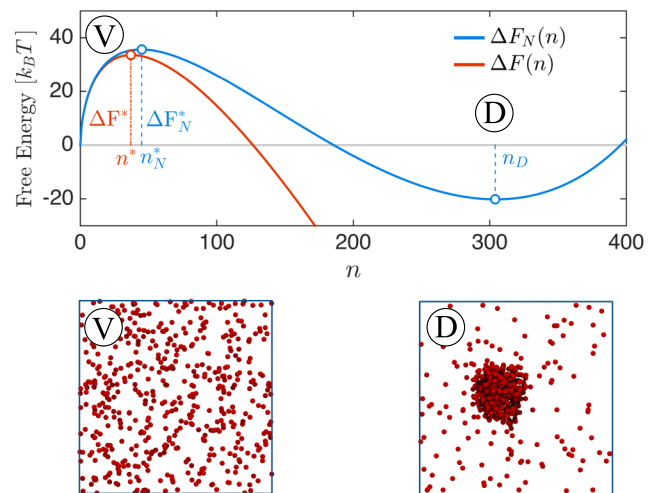 V
ΔF_N(n)
ΔF(n)
D
Free Energy [k_BT]
40
20
0
-20
ΔF* ΔF*_N
n* n*_N
n_D
0 100 200 300 400
n
V
D